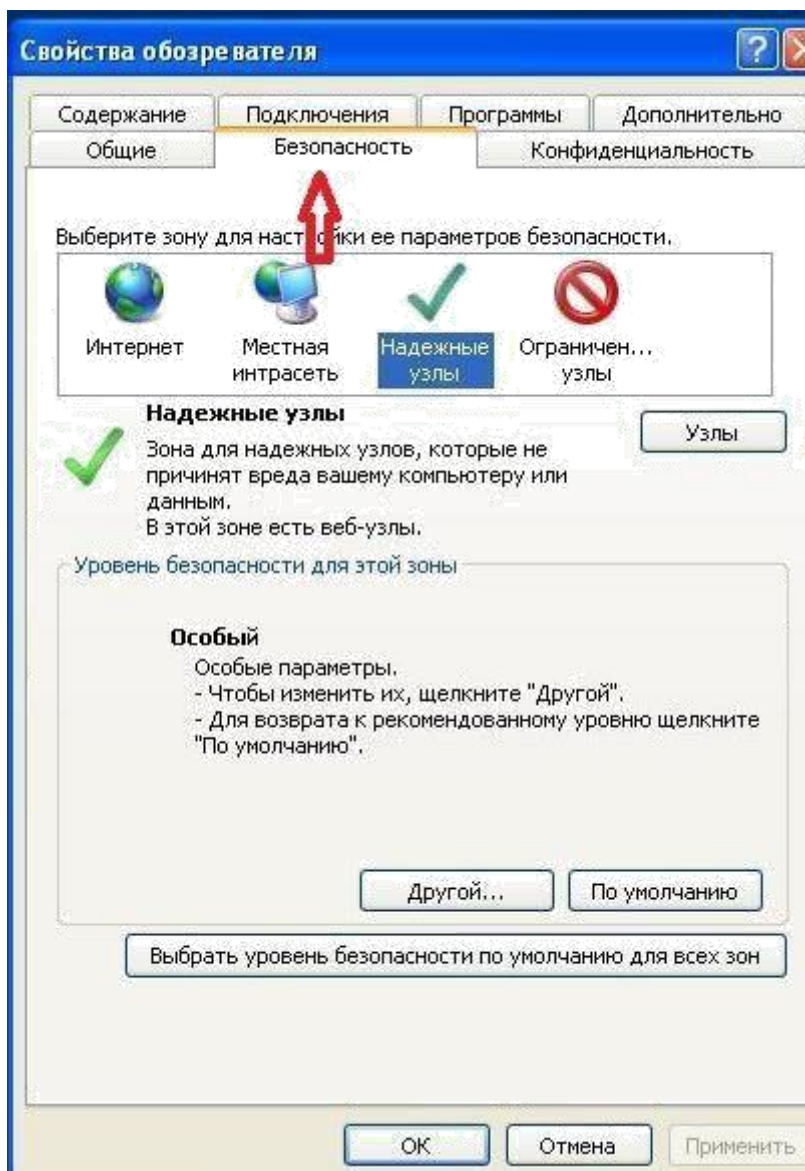 Свойства обозревателя
Содержание Подключения Программы Дополнительно
Общие Безопасность Конфиденциальность
Выберите зону для настройки ее параметров безопасности.
Интернет
Местная
интрасеть
Надежные
узлы
Ограничен...
узлы
Надежные узлы
Узлы
Зона для надежных узлов, которые не
причинят вреда вашему компьютеру или
данным.
В этой зоне есть веб-узлы.
Уровень безопасности для этой зоны
Особый
Особые параметры.
- Чтобы изменить их, щелкните "Другой".
- Для возврата к рекомендованному уровню щелкните
"По умолчанию".
Другой... По умолчанию
Выбрать уровень безопасности по умолчанию для всех зон
ОК Отмена Применить